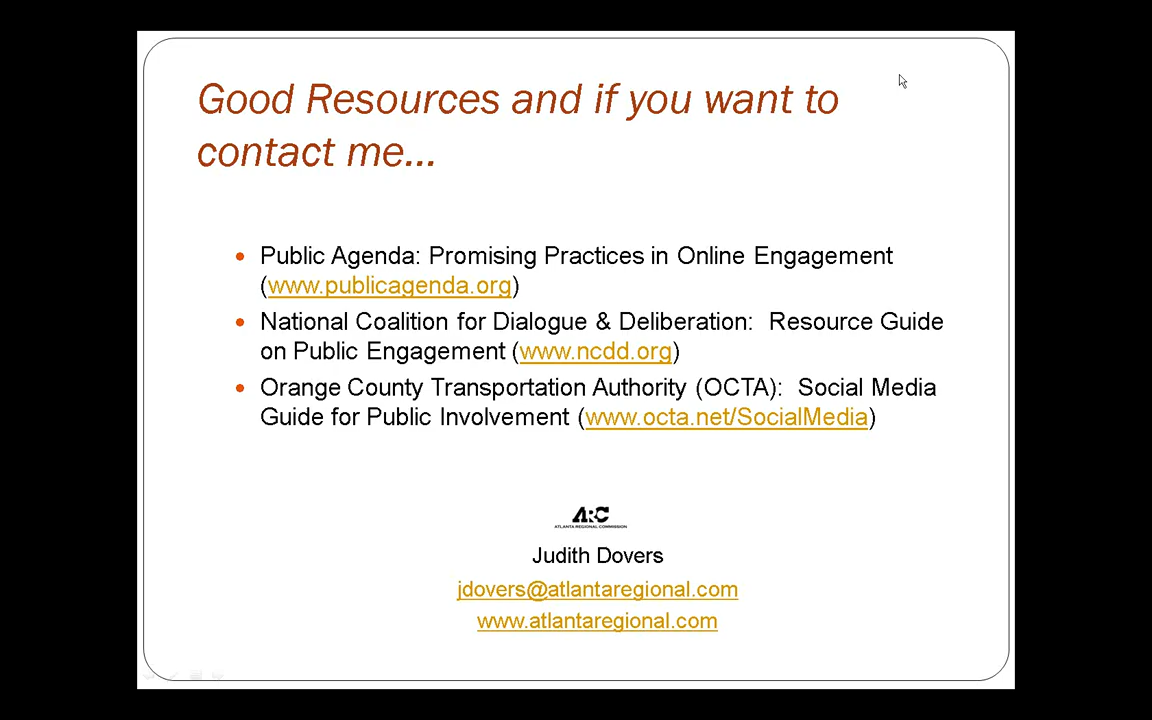 Good Resources and if you want to
contact me...
Public Agenda: Promising Practices in Online Engagement
(www.publicagenda.org)
National Coalition for Dialogue & Deliberation:  Resource Guide
on Public Engagement (www.ncdd.org)
Orange County Transportation Authority (OCTA):  Social Media
Guide for Public Involvement (www.octa.net/SocialMedia)
ARC
ATLANTA REGIONAL COMMISSION
Judith Dovers
jdovers@atlantaregional.com
www.atlantaregional.com